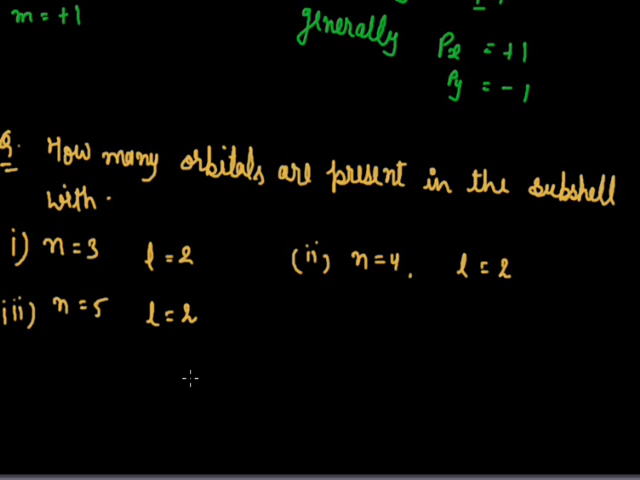 m = +1
generally Px = +1
Py = - 1
Q. How many orbitals are present in the subshell
with.
i) n = 3 l = 2 (ii) n = 4. l = 2
iii) n = 5 l = 2